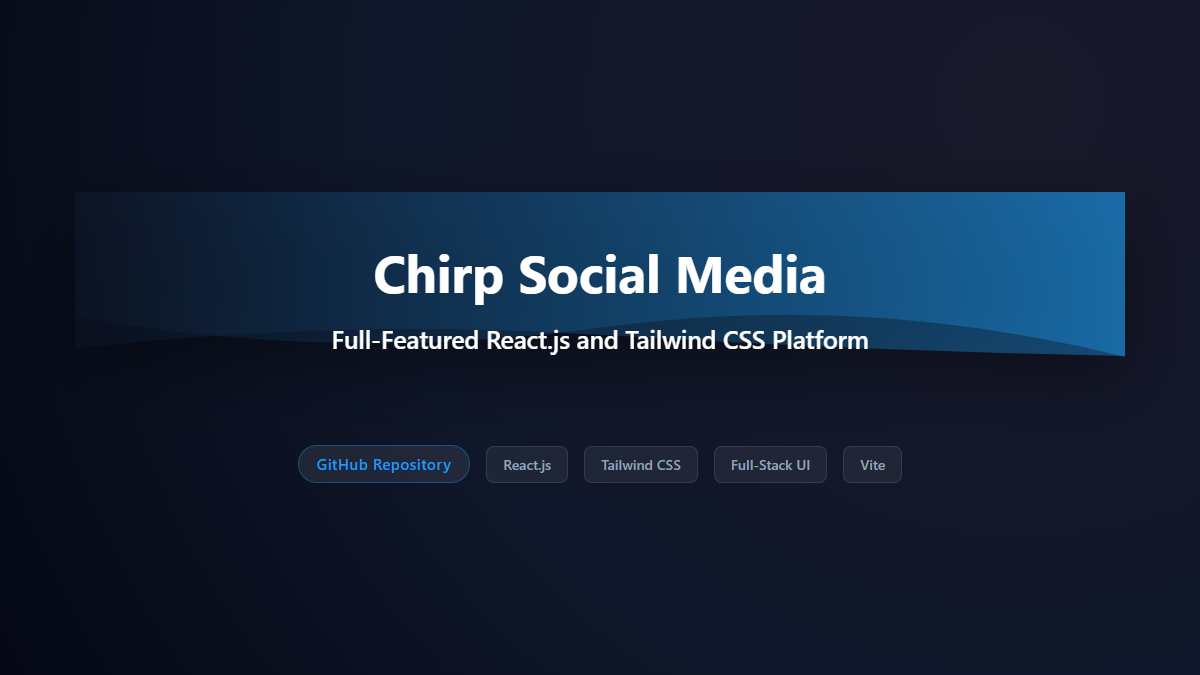 Chirp Social Media
Full-Featured React.js and Tailwind CSS Platform
GitHub Repository
React.js
Tailwind CSS
Full-Stack UI
Vite